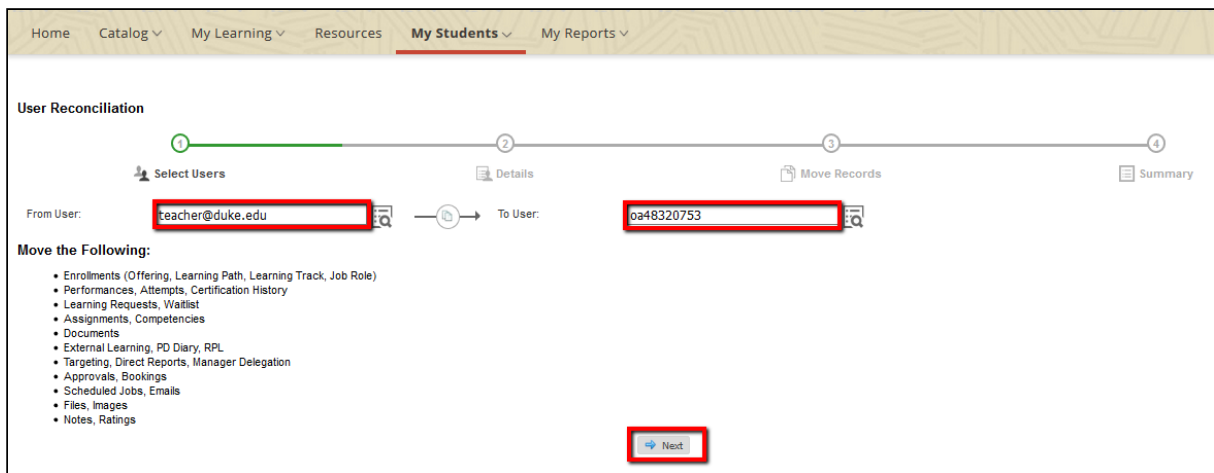 Home Catalog My Learning Resources My Students My Reports
User Reconciliation
1 2 3 4
Select Users Details Move Records Summary
From User: teacher@duke.edu To User: oa48320753
Move the Following:
• Enrollments (Offering, Learning Path, Learning Track, Job Role)
• Performances, Attempts, Certification History
• Learning Requests, Waitlist
• Assignments, Competencies
• Documents
• External Learning, PD Diary, RPL
• Targeting, Direct Reports, Manager Delegation
• Approvals, Bookings
• Scheduled Jobs, Emails
• Files, Images
• Notes, Ratings
Next